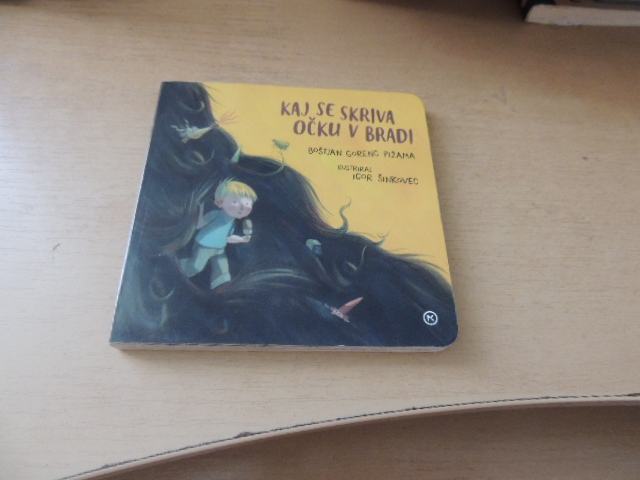 KAJ SE SKRIVA
OČKU V BRADI
BOŠTJAN GORENC PIŽAMA
ILUSTRIRAL
IGOR ŠINKOVEC